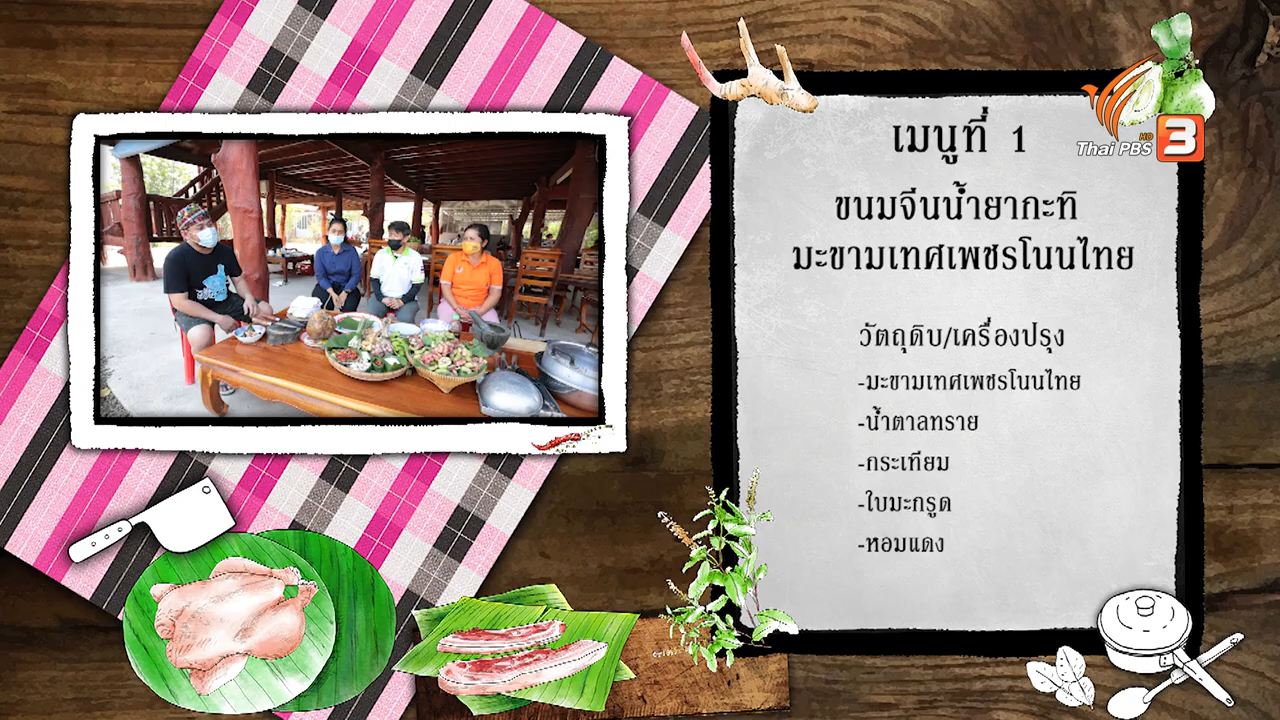 เมนูที่ 1
ขนมจีนน้ำยากะทิ
มะขามเทศเพชรโนนไทย
วัตถุดิบ/เครื่องปรุง
-มะขามเทศเพชรโนนไทย
-น้ำตาลทราย
-กระเทียม
-ใบมะกรูด
-หอมแดง
HD
Thai PBS 3